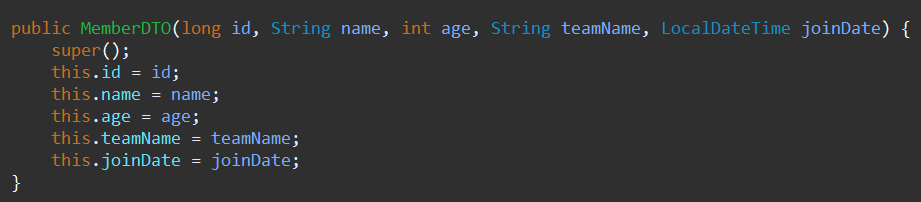 public MemberDTO(long id, String name, int age, String teamName, LocalDateTime joinDate) {
    super();
    this.id = id;
    this.name = name;
    this.age = age;
    this.teamName = teamName;
    this.joinDate = joinDate;
}